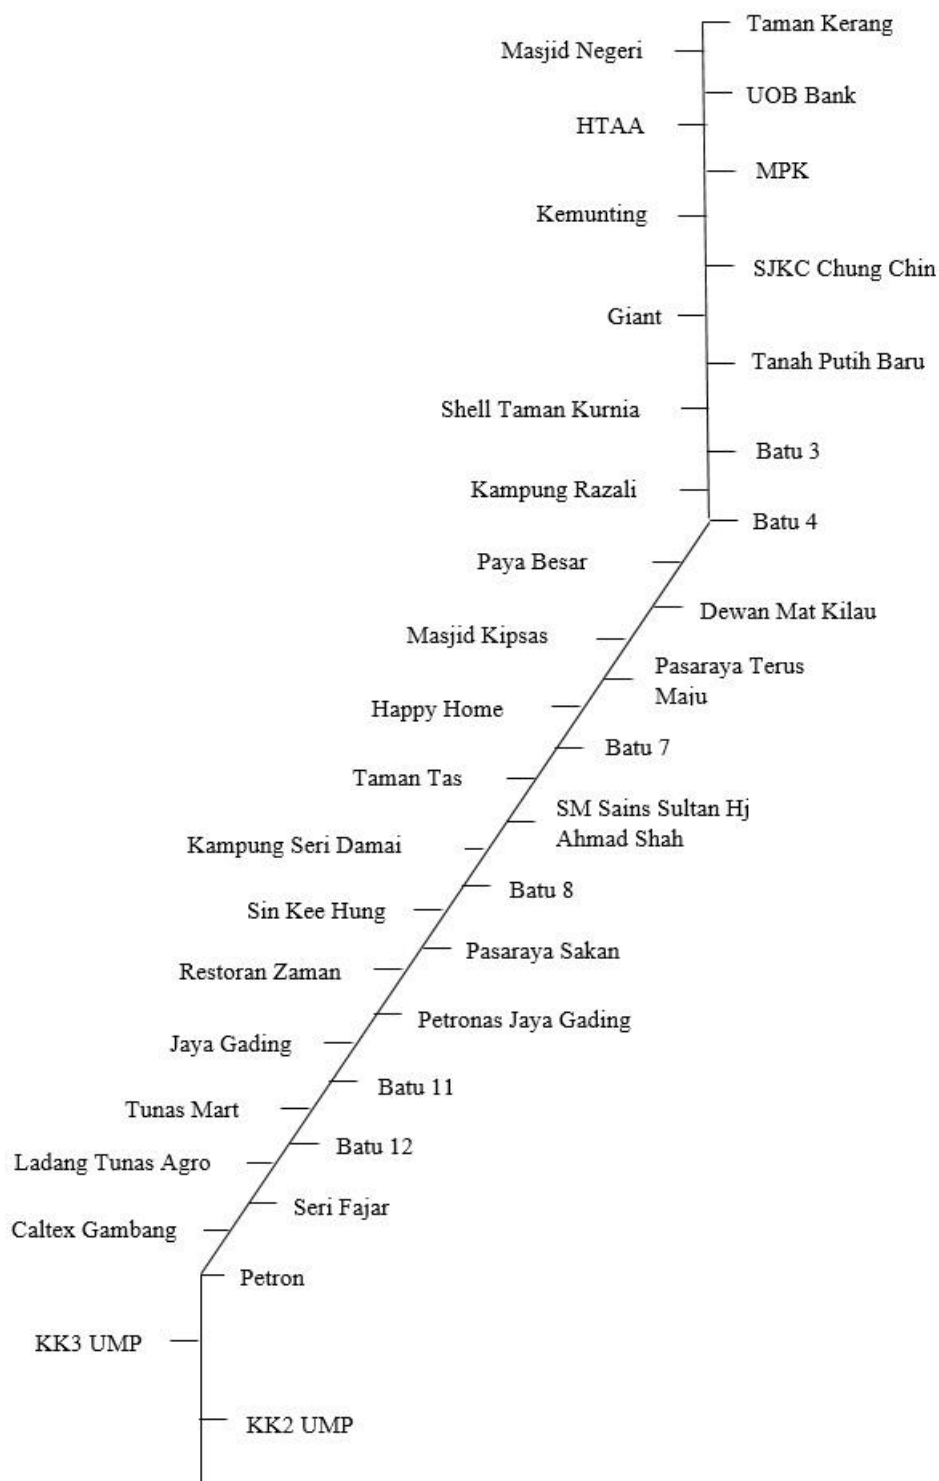 Taman Kerang
Masjid Negeri
UOB Bank
HTAA
MPK
Kemunting
SJKC Chung Chin
Giant
Tanah Putih Baru
Shell Taman Kurnia
Batu 3
Kampung Razali
Batu 4
Paya Besar
Dewan Mat Kilau
Masjid Kipsas
Pasaraya Terus
Maju
Happy Home
Batu 7
Taman Tas
SM Sains Sultan Hj
Ahmad Shah
Kampung Seri Damai
Batu 8
Sin Kee Hung
Pasaraya Sakan
Restoran Zaman
Petronas Jaya Gading
Jaya Gading
Batu 11
Tunas Mart
Batu 12
Ladang Tunas Agro
Seri Fajar
Caltex Gambang
Petron
KK3 UMP
KK2 UMP